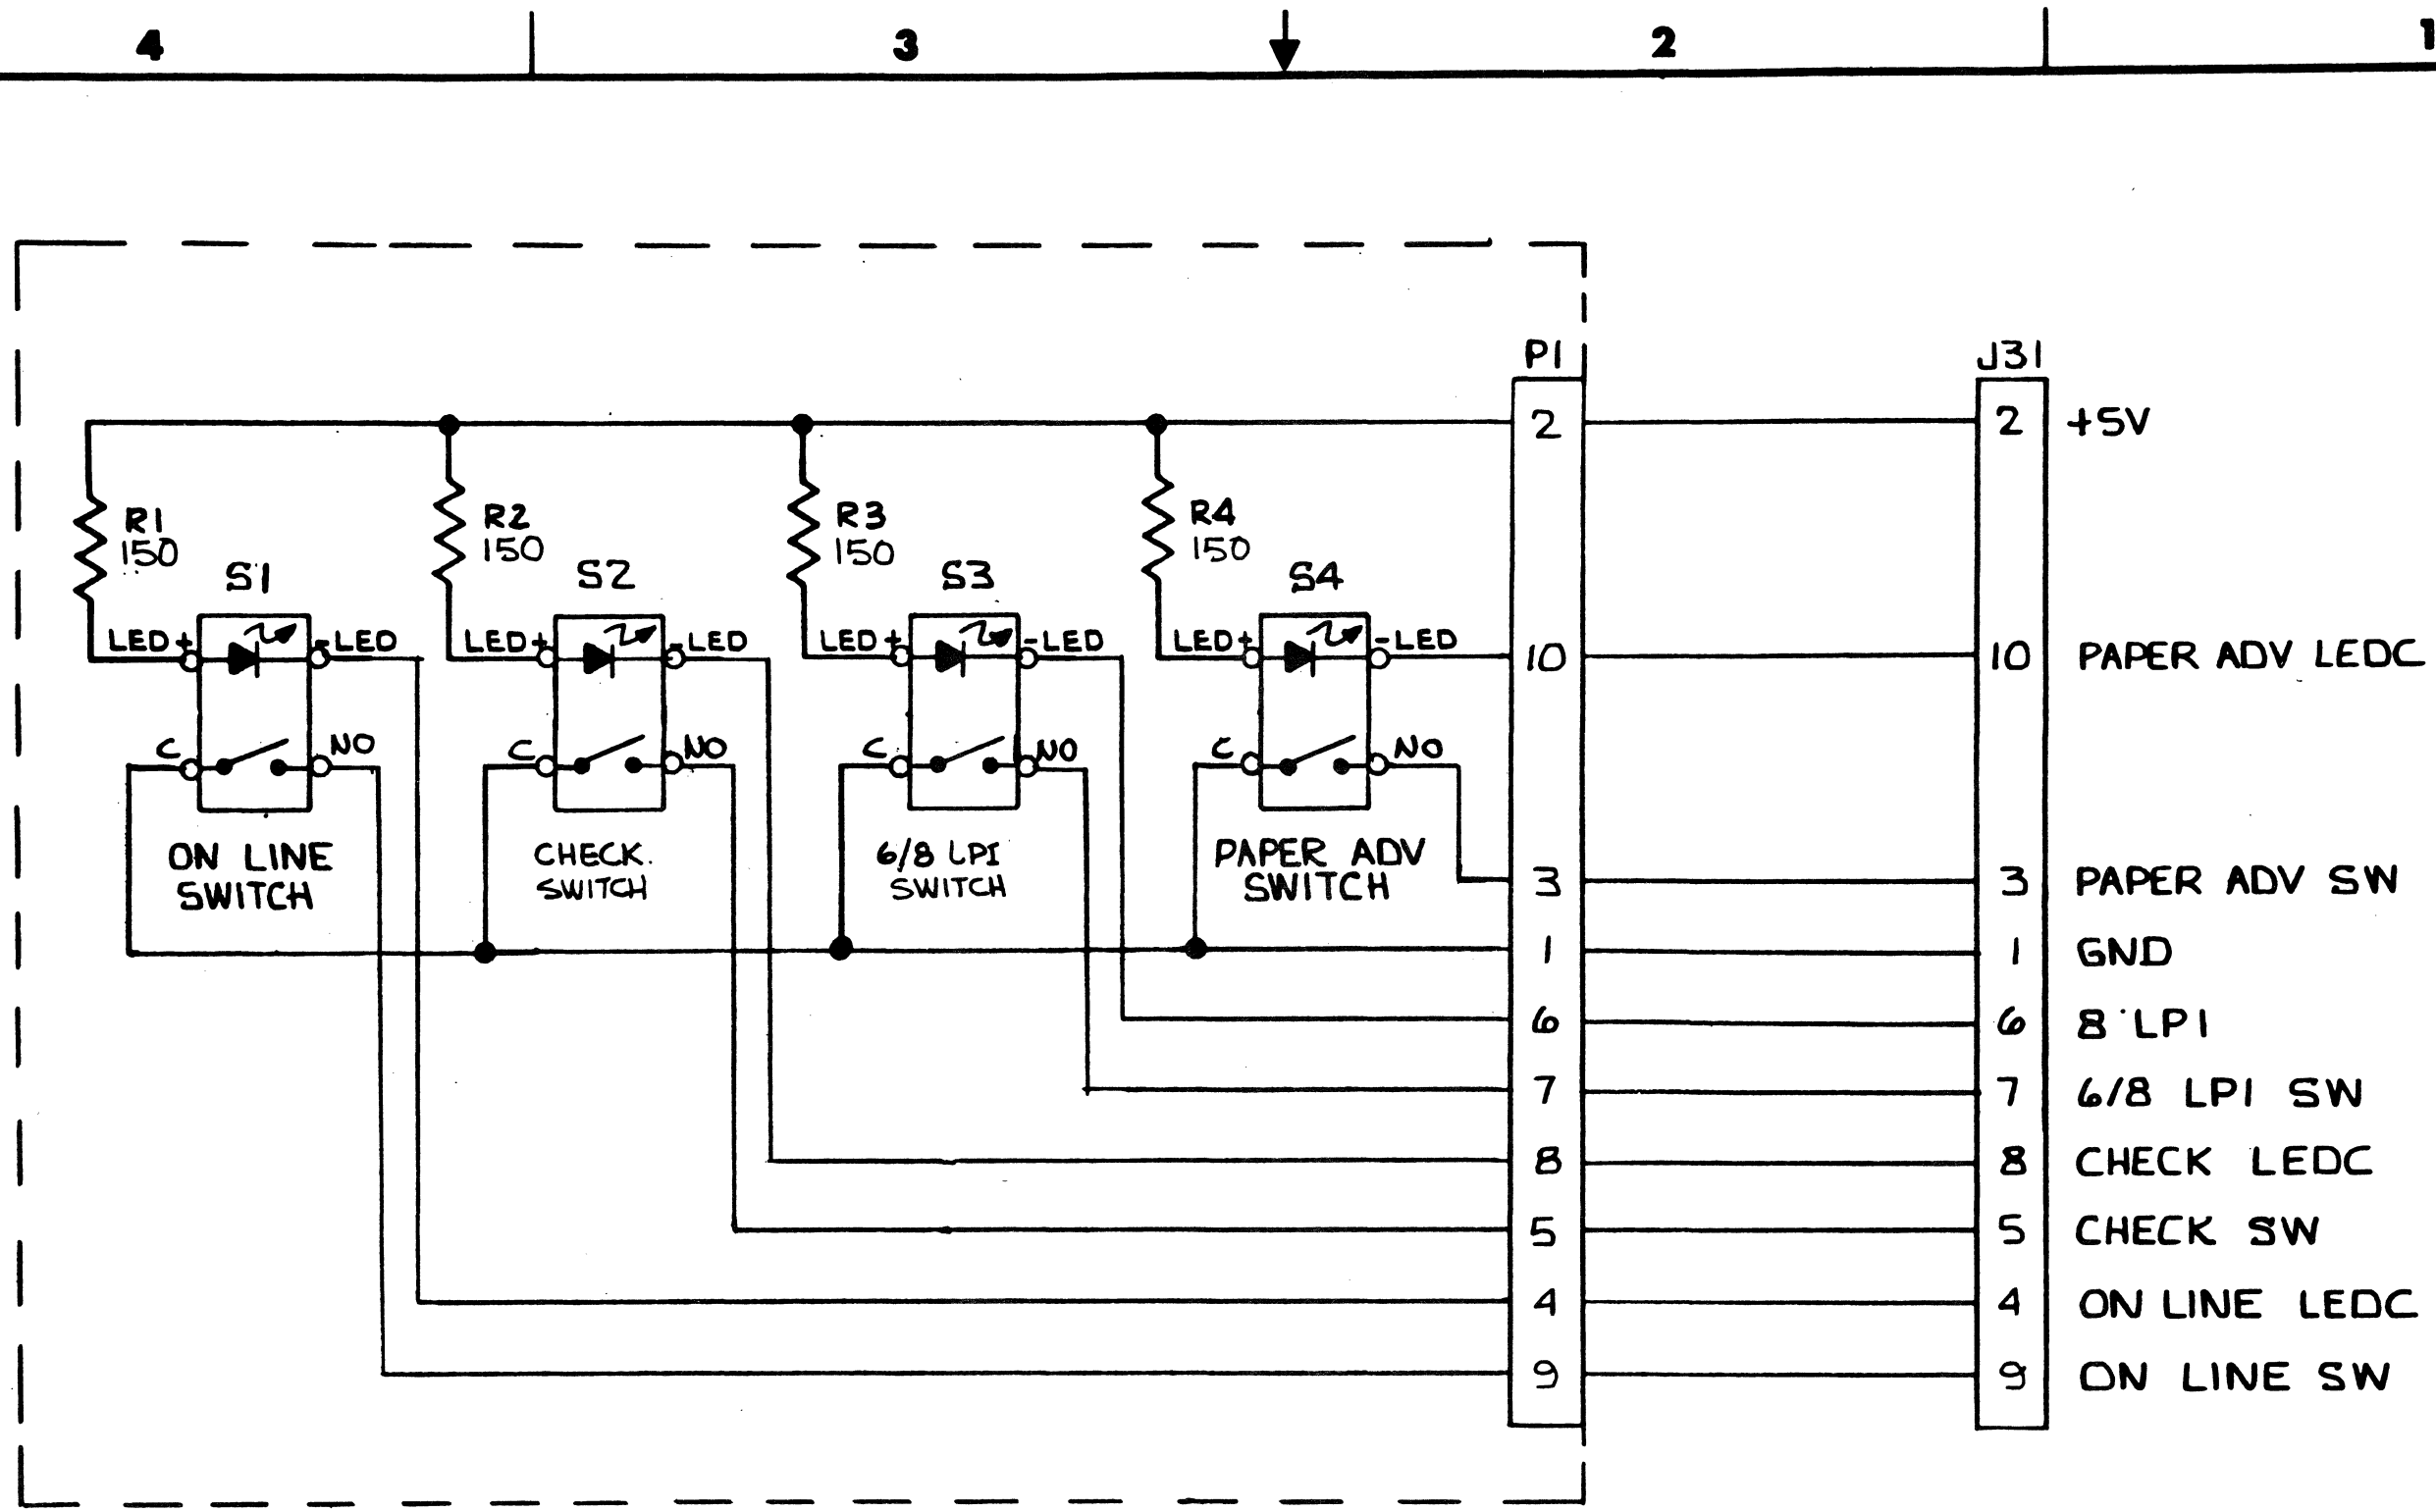 4 3 2 1
P1 J31
2 2 +5V
R1 R2 R3 R4
150 150 150 150
S1 S2 S3 S4
LED+ -LED LED+ -LED LED+ -LED LED+ -LED 10 10 PAPER ADV LEDC
C NO C NO C NO C NO
ON LINE CHECK. 6/8 LPI PAPER ADV
SWITCH SWITCH SWITCH SWITCH 3 3 PAPER ADV SW
1 1 GND
6 6 8 LPI
7 7 6/8 LPI SW
8 8 CHECK LEDC
5 5 CHECK SW
4 4 ON LINE LEDC
9 9 ON LINE SW